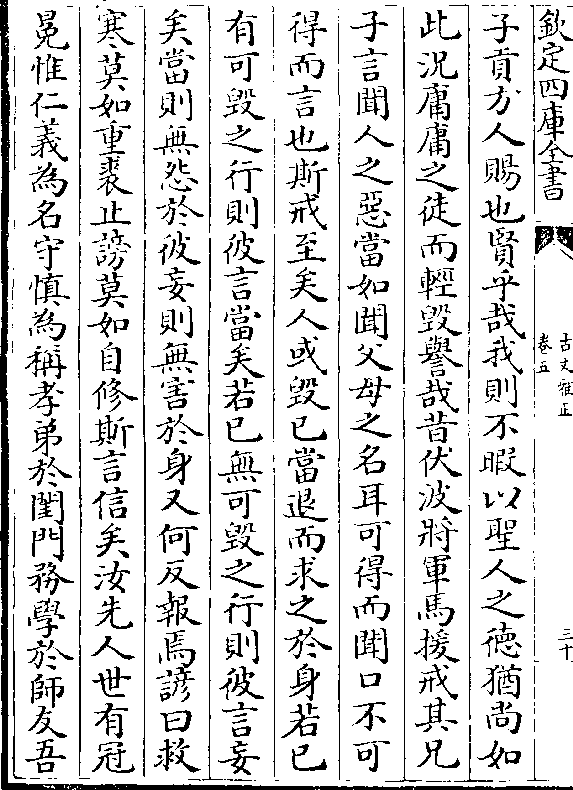 欽定四庫全書
古文雅正
卷五
三十
子貢方人賜也賢乎哉我則不暇以聖人之徳猶尚如
此況庸庸之徒而輕毀譽哉昔伏波將軍馬援戒其兄
子言聞人之惡當如聞父母之名耳可得而聞口不可
得而言也斯戒至矣人或毀已當退而求之於身若已
有可毀之行則彼言當矣若已無可毀之行則彼言妄
矣當則無怨於彼妄則無害於身又何反報焉諺曰救
寒莫如重裘止謗莫如自修斯言信矣汝先人世有冠
冕惟仁義為名守慎為稱孝弟於閨門務學於師友吾